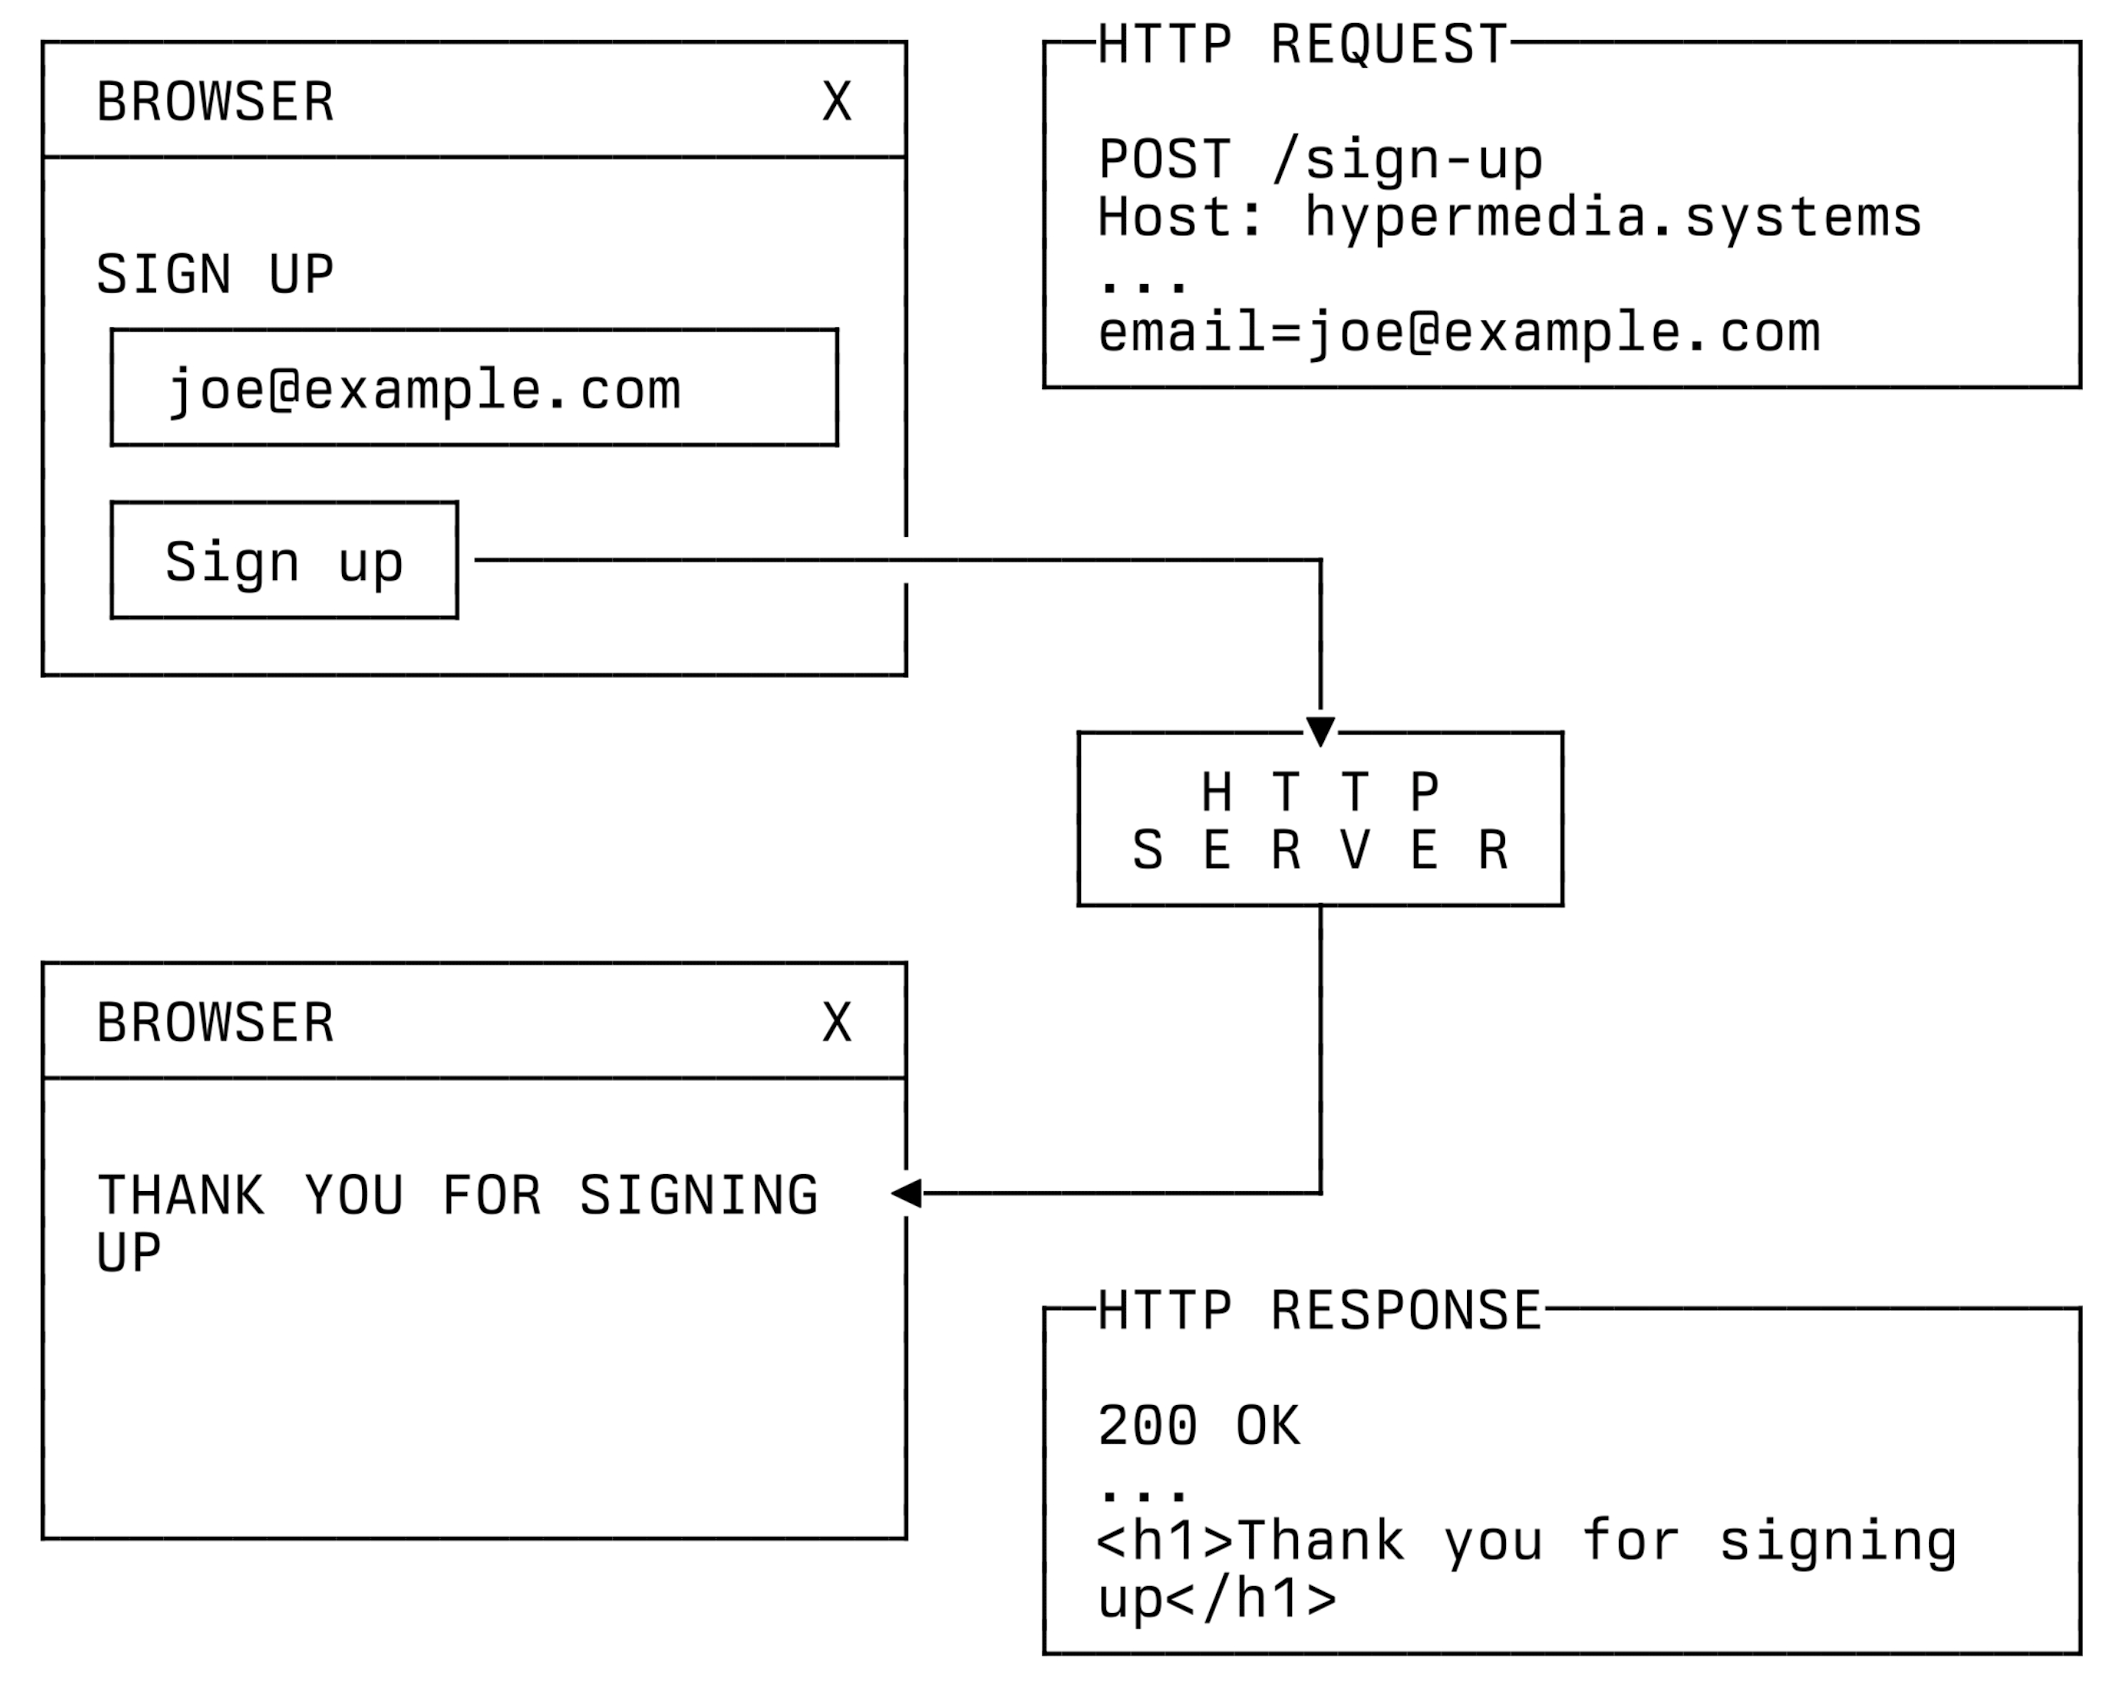 BROWSER X
SIGN UP
joe@example.com
Sign up
HTTP REQUEST
POST /sign-up
Host: hypermedia.systems
...
email=joe@example.com
H T T P
S E R V E R
BROWSER X
THANK YOU FOR SIGNING
UP
HTTP RESPONSE
200 OK
...
<h1>Thank you for signing
up</h1>